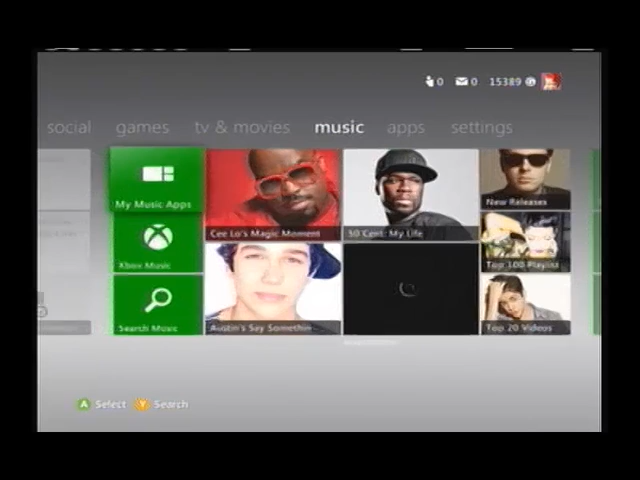 0 0 15389 G
social games tv & movies music apps settings
My Music Apps
Cee Lo's Magic Moment
50 Cent: My Life
New Releases
Xbox Music
Top 100 Playlist
Search Music
Austin's Say Somethin
Top 20 Videos
A Select Y Search